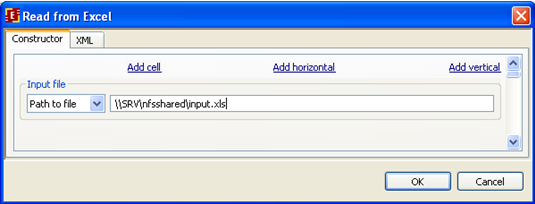 Read from Excel
Constructor XML
Add cell Add horizontal Add vertical
Input file
Path to file \\SRV\nfsshared\input.xls
OK Cancel